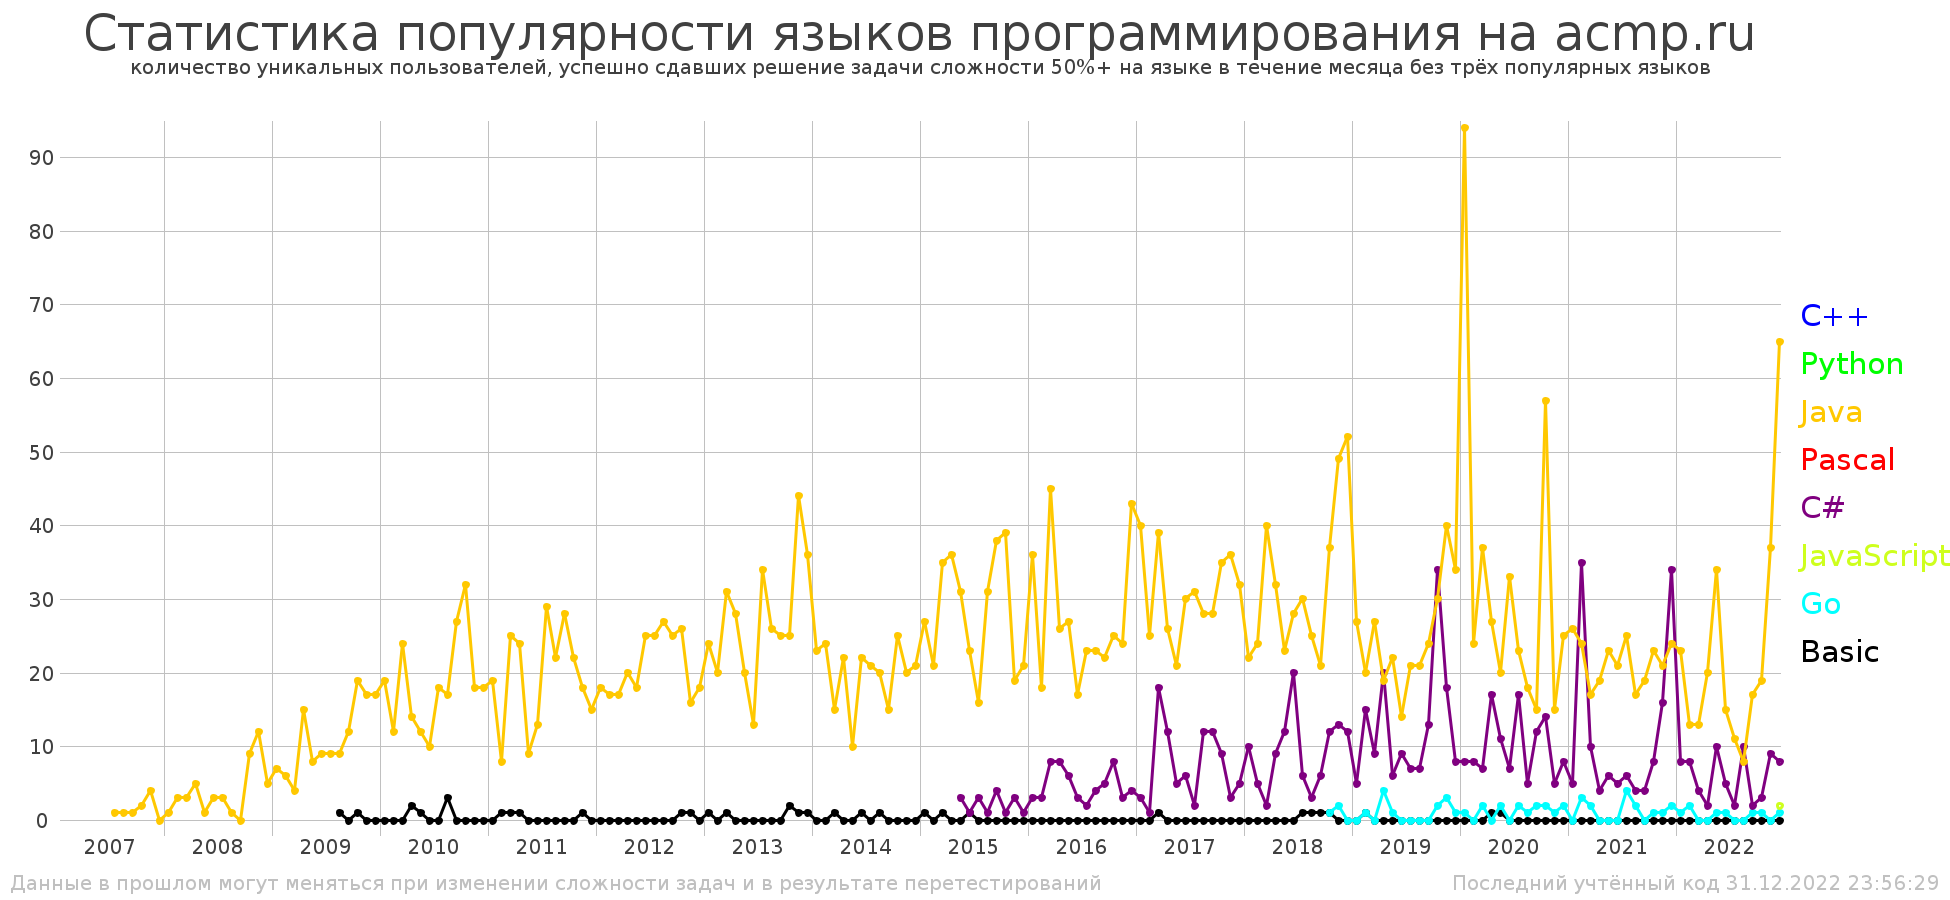 Статистика популярности языков программирования на acmp.ru
количество уникальных пользователей, успешно сдавших решение задачи сложности 50%+ на языке в течение месяца без трёх популярных языков
90
80
70
60
50
40
30
20
10
0
C++
Python
Java
Pascal
C#
JavaScript
Go
Basic
2007 2008 2009 2010 2011 2012 2013 2014 2015 2016 2017 2018 2019 2020 2021 2022
Данные в прошлом могут меняться при изменении сложности задач и в результате перетестирований
Последний учтённый код 31.12.2022 23:56:29